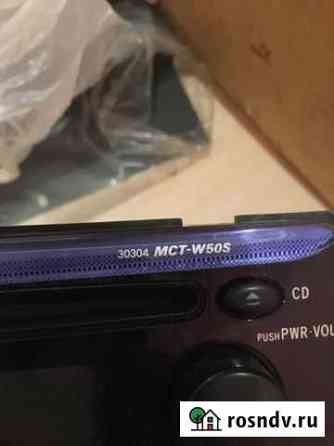 30304 MCT-W50S
CD
PUSH PWR-VOL
rosndv.ru